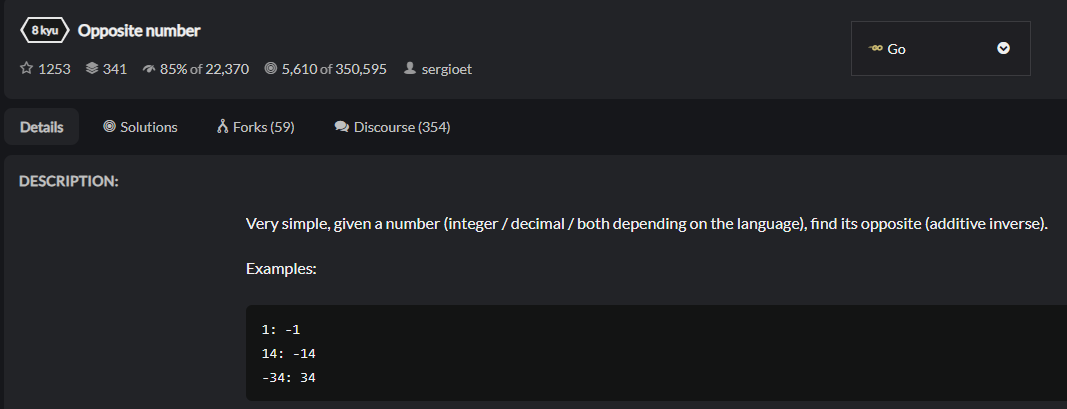 8 kyu Opposite number
Go
1253 341 85% of 22,370 5,610 of 350,595 sergioet
Details Solutions Forks (59) Discourse (354)
DESCRIPTION:
Very simple, given a number (integer / decimal / both depending on the language), find its opposite (additive inverse).
Examples:
1: -1
14: -14
-34: 34